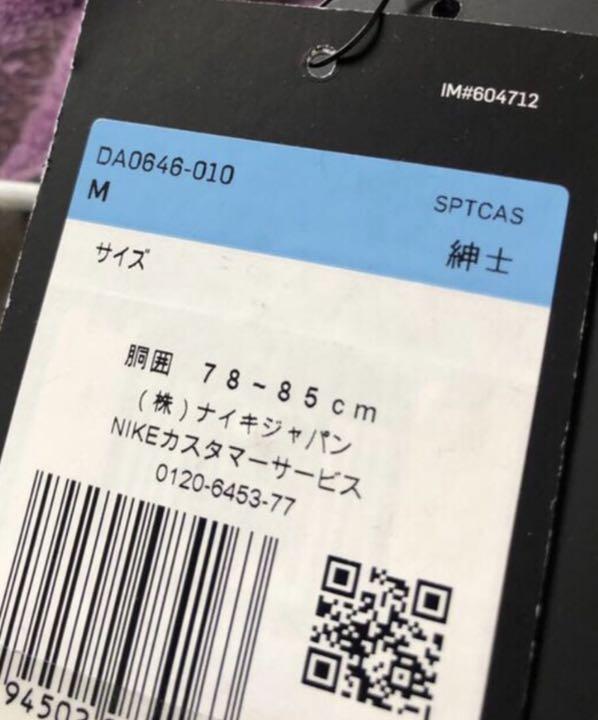 IM#604712
DA0646-010
M
SPTCAS
紳士
サイズ
胴囲 78~85cm
(株)ナイキジャパン
NIKEカスタマーサービス
0120-6453-77